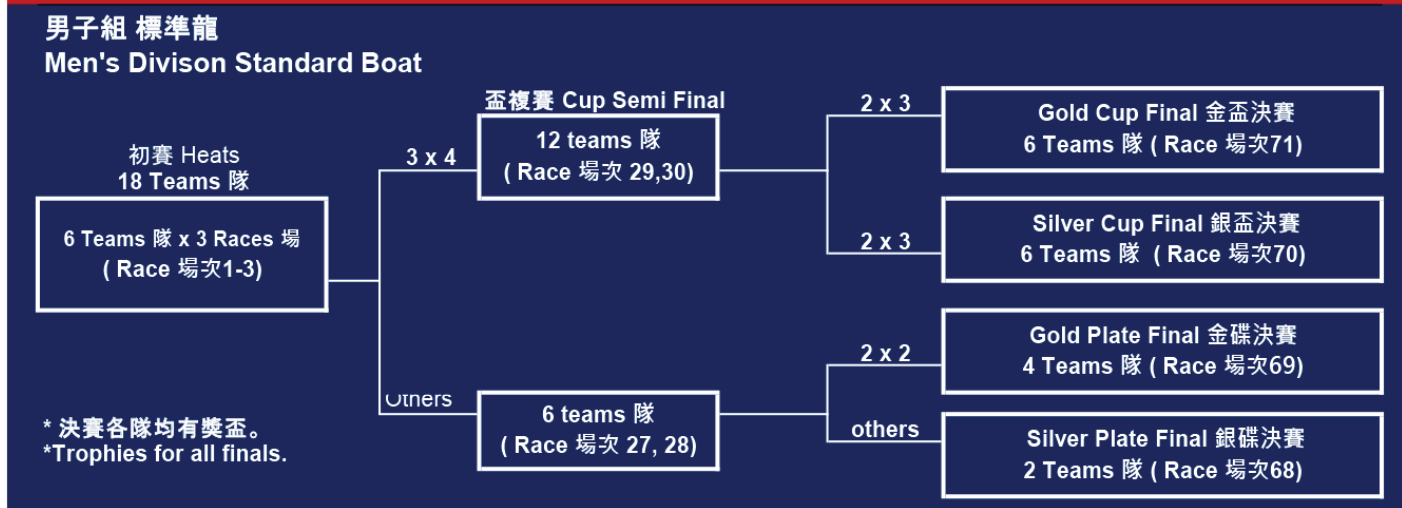 男子組 標準龍
Men's Divison Standard Boat
盃複賽 Cup Semi Final
2 x 3
Gold Cup Final 金盃決賽
6 Teams 隊 ( Race 場次71)
12 teams 隊
( Race 場次 29,30)
初賽 Heats
18 Teams 隊
3 x 4
6 Teams 隊 x 3 Races 場
( Race 場次1-3)
2 x 3
Silver Cup Final 銀盃決賽
6 Teams 隊 ( Race 場次70)
2 x 2
Gold Plate Final 金碟決賽
4 Teams 隊 ( Race 場次69)
Others
6 teams 隊
( Race 場次 27, 28)
others
Silver Plate Final 銀碟決賽
2 Teams 隊 ( Race 場次68)
* 決賽各隊均有獎盃。
*Trophies for all finals.